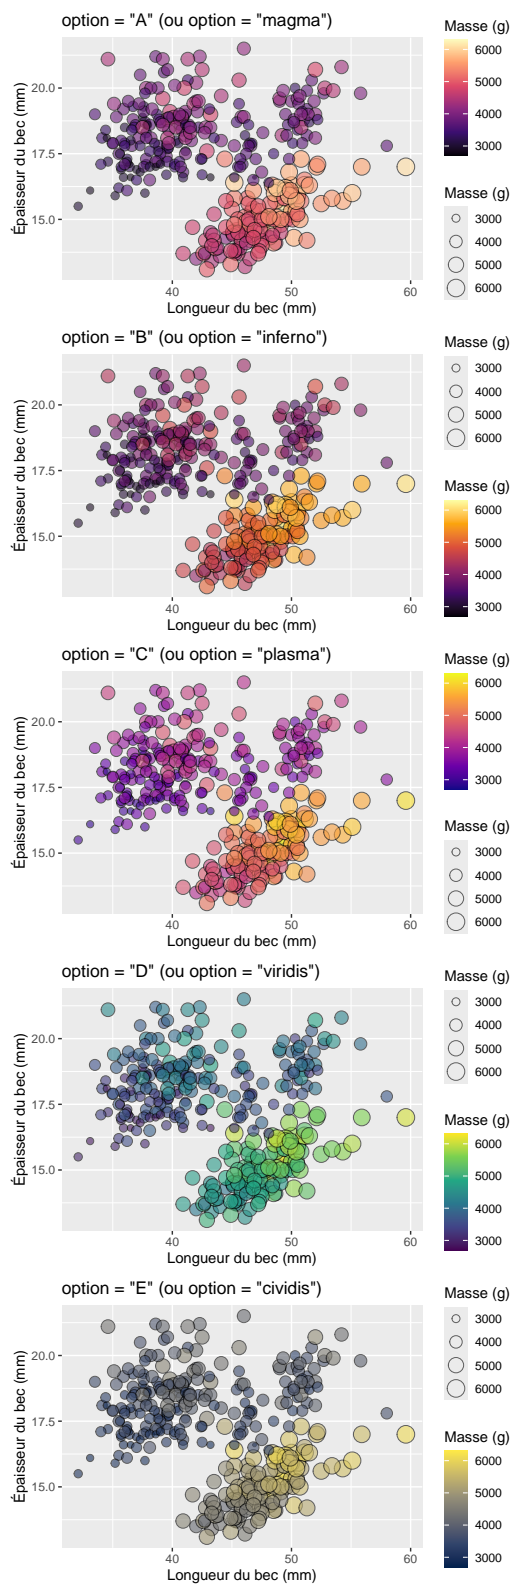 option = "A" (ou option = "magma")
Épaisseur du bec (mm)
20.0
17.5
15.0
40
50
60
Longueur du bec (mm)
Masse (g)
6000
5000
4000
3000
Masse (g)
3000
4000
5000
6000
option = "B" (ou option = "inferno")
Épaisseur du bec (mm)
20.0
17.5
15.0
40
50
60
Longueur du bec (mm)
Masse (g)
3000
4000
5000
6000
Masse (g)
6000
5000
4000
3000
option = "C" (ou option = "plasma")
Épaisseur du bec (mm)
20.0
17.5
15.0
40
50
60
Longueur du bec (mm)
Masse (g)
6000
5000
4000
3000
Masse (g)
3000
4000
5000
6000
option = "D" (ou option = "viridis")
Épaisseur du bec (mm)
20.0
17.5
15.0
40
50
60
Longueur du bec (mm)
Masse (g)
3000
4000
5000
6000
Masse (g)
6000
5000
4000
3000
option = "E" (ou option = "cividis")
Épaisseur du bec (mm)
20.0
17.5
15.0
40
50
60
Longueur du bec (mm)
Masse (g)
3000
4000
5000
6000
Masse (g)
6000
5000
4000
3000